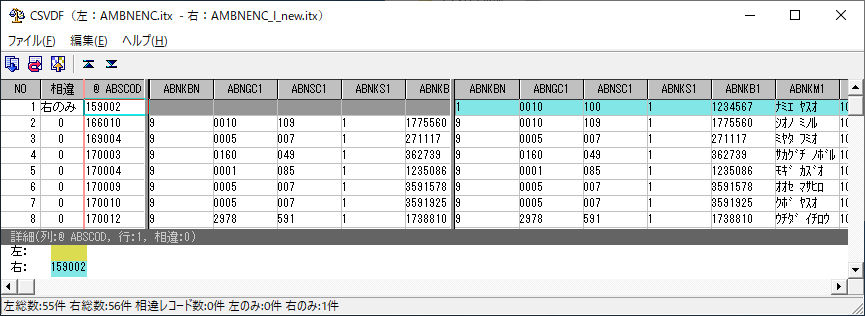 CSVDF（左：AMBNENC.itx - 右：AMBNENC_I_new.itx）
ファイル(F) 編集(E) ヘルプ(H)
NO 相違 @ ABSCOD ABNKBN ABNGC1 ABNSC1 ABNKS1 ABNKB ABNKBN ABNGC1 ABNSC1 ABNKS1 ABNKB1 ABNKM1
1 右のみ 159002 1 0010 100 1 1234567 ﾅﾐｴ ﾔｽｵ 10
2 0 166010 9 0010 109 1 1775560 9 0010 109 1 1775560 ｼｵﾉ ﾐﾉﾙ 10
3 0 169004 9 0005 007 1 271117 9 0005 007 1 271117 ﾐﾔﾀ ﾌﾐｵ 10
4 0 170003 9 0160 049 1 362739 9 0160 049 1 362739 ｻｶｸﾞﾁ ﾉﾎﾞﾙ 10
5 0 170004 9 0001 085 1 1235086 9 0001 085 1 1235086 ﾓｷﾞ ｶｽﾞｵ 10
6 0 170009 9 0005 007 1 3591578 9 0005 007 1 3591578 ｵｵｾ ﾏｻﾋﾛ 10
7 0 170010 9 0005 007 1 3591925 9 0005 007 1 3591925 ｸﾎﾞ ﾔｽｵ 10
8 0 170012 9 2978 591 1 1738810 9 2978 591 1 1738810 ｳﾁﾀﾞ ｲﾁﾛｳ 10
詳細(列:@ ABSCOD, 行:1, 相違:0)
左:
右: 159002
左総数:55件 右総数:56件 相違レコード数:0件 左のみ:0件 右のみ:1件